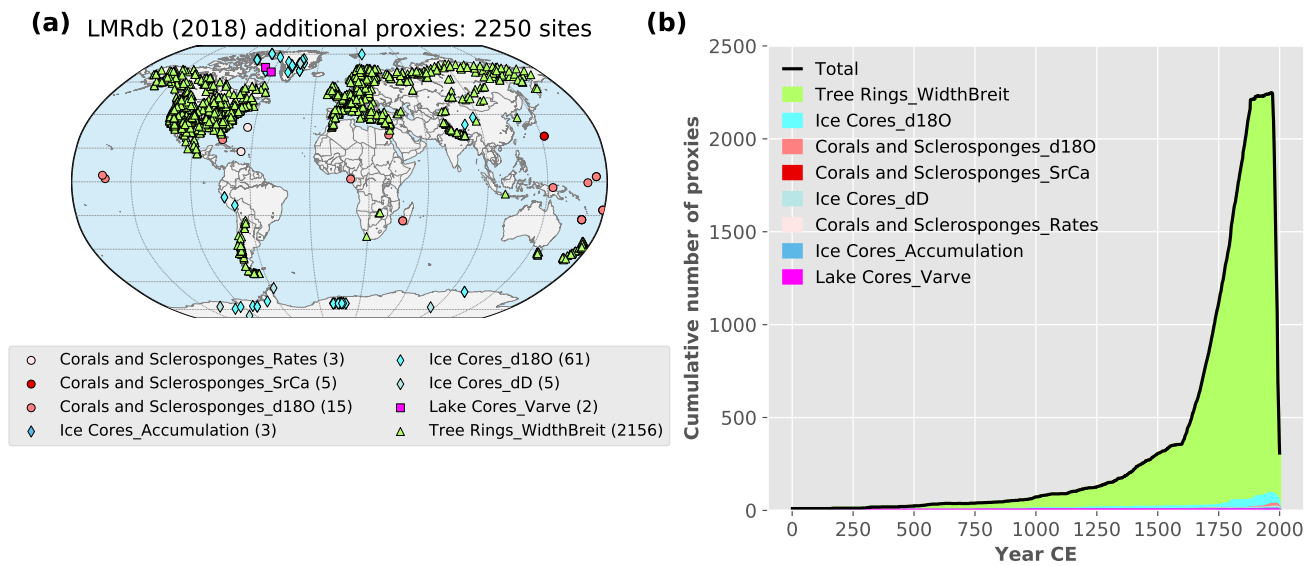 (a) LMRdb (2018) additional proxies: 2250 sites
Corals and Sclerosponges_Rates (3)
Corals and Sclerosponges_SrCa (5)
Corals and Sclerosponges_d18O (15)
Ice Cores_Accumulation (3)
Ice Cores_d18O (61)
Ice Cores_dD (5)
Lake Cores_Varve (2)
Tree Rings_WidthBreit (2156)
(b)
Cumulative number of proxies
2500
2000
1500
1000
500
0
Total
Tree Rings_WidthBreit
Ice Cores_d18O
Corals and Sclerosponges_d18O
Corals and Sclerosponges_SrCa
Ice Cores_dD
Corals and Sclerosponges_Rates
Ice Cores_Accumulation
Lake Cores_Varve
0 250 500 750 1000 1250 1500 1750 2000
Year CE